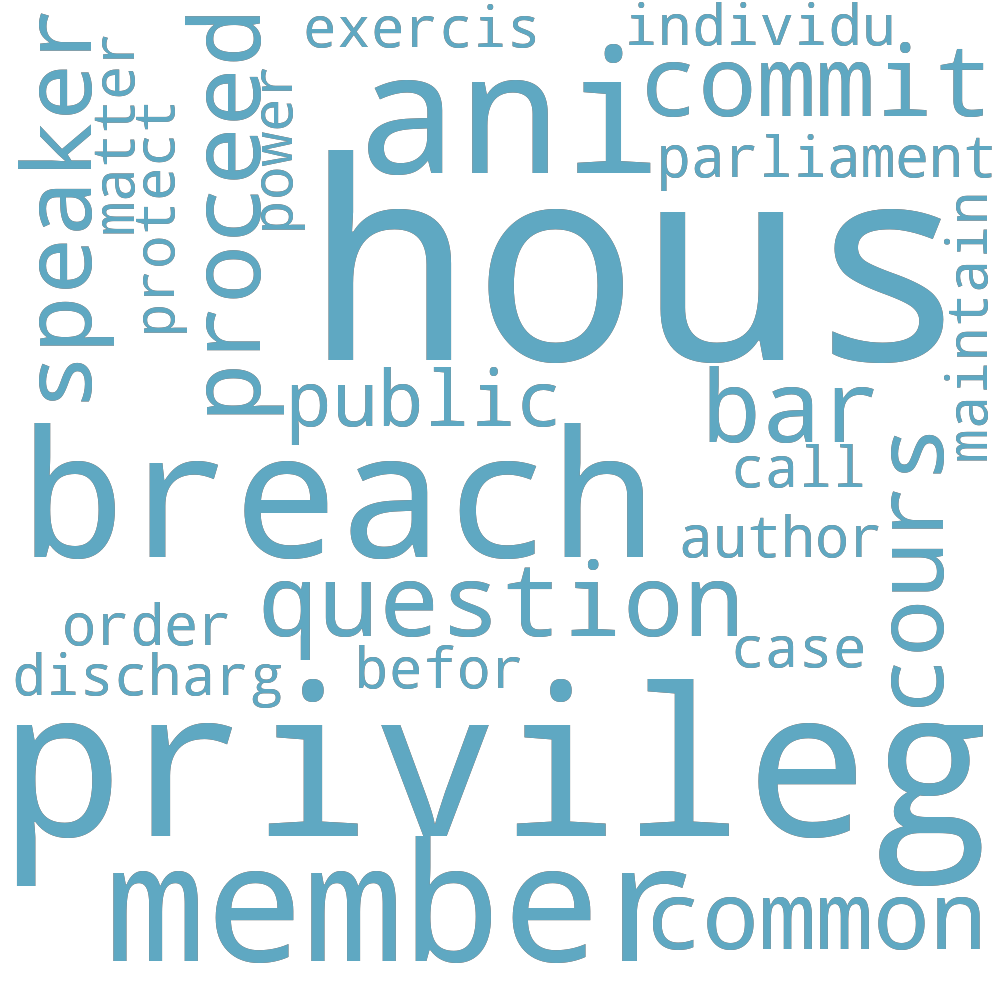 exercis
individu
speaker
matter
protect
proceed
power
ani
commit
parliament
hous
maintain
public
bar
breach
call
cours
author
question
order
befor
case
discharg
privileg
member
common